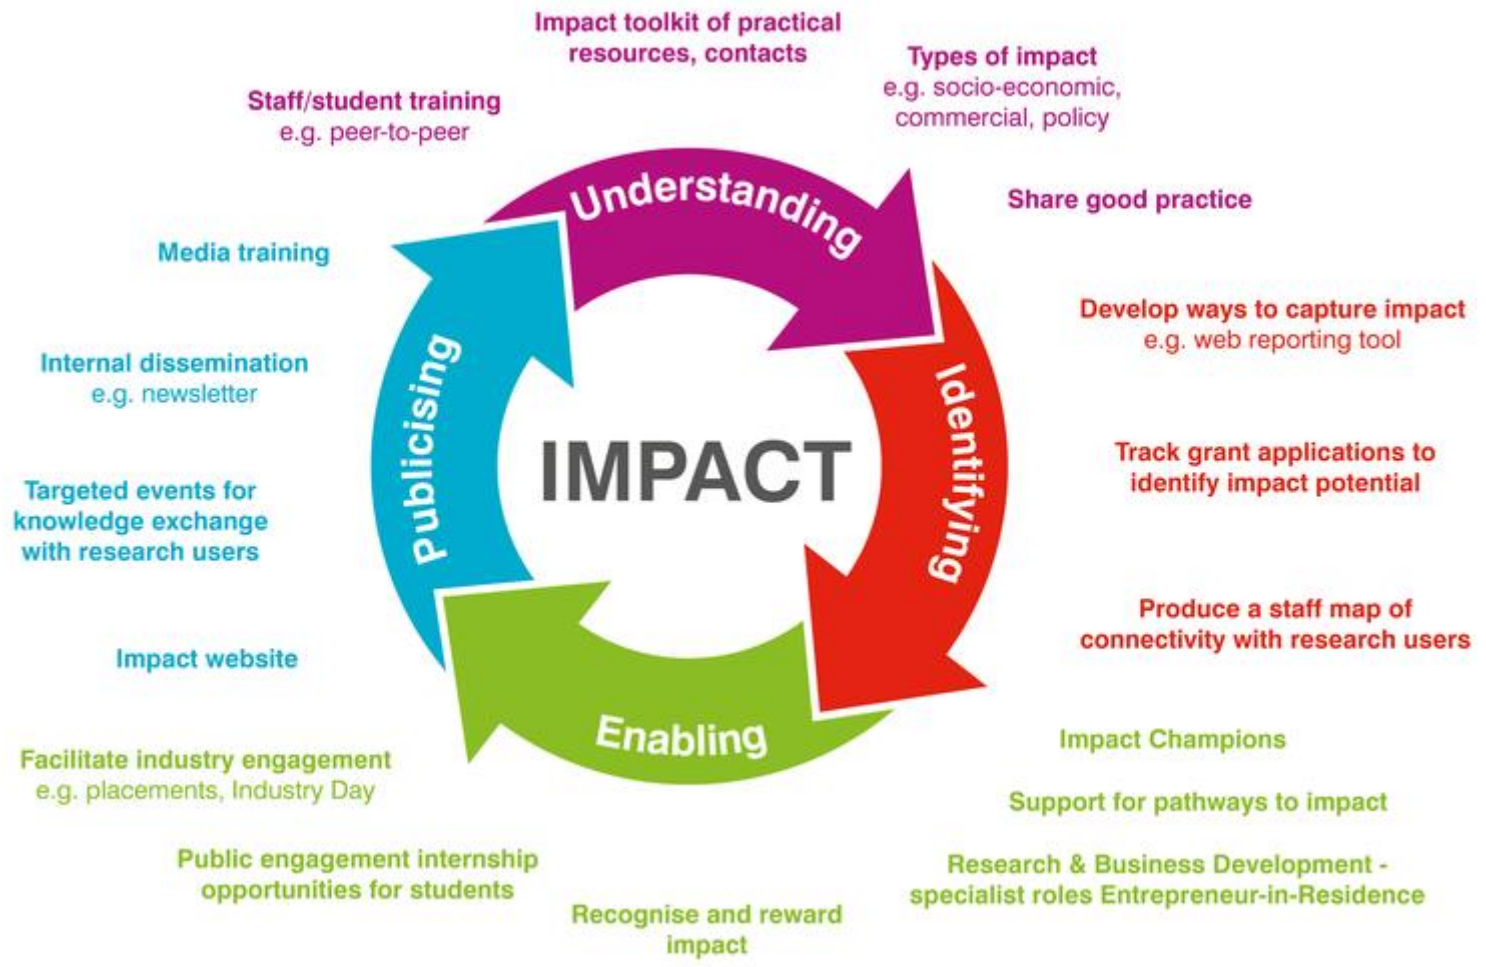 Impact toolkit of practical
resources, contacts
Types of impact
e.g. socio-economic,
commercial, policy
Staff/student training
e.g. peer-to-peer
Share good practice
Understanding
Media training
Develop ways to capture impact
e.g. web reporting tool
Internal dissemination
e.g. newsletter
Publicising
IMPACT
Identifying
Track grant applications to
identify impact potential
Targeted events for
knowledge exchange
with research users
Produce a staff map of
connectivity with research users
Impact website
Enabling
Impact Champions
Facilitate industry engagement
e.g. placements, Industry Day
Support for pathways to impact
Public engagement internship
opportunities for students
Research & Business Development -
specialist roles Entrepreneur-in-Residence
Recognise and reward
impact